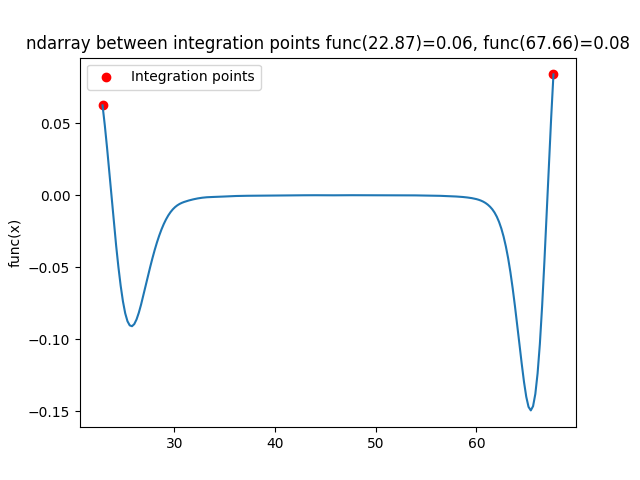 ndarray between integration points func(22.87)=0.06, func(67.66)=0.08
Integration points
func(x)
0.05
0.00
−0.05
−0.10
−0.15
30 40 50 60